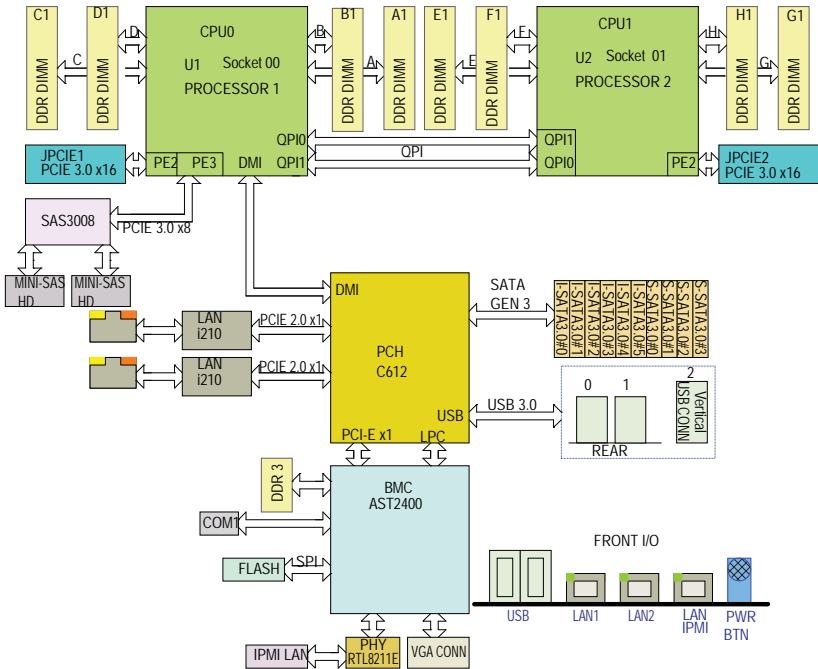 C1
D1
B1
A1
E1
F1
H1
G1
DDR DIMM
DDR DIMM
DDR DIMM
DDR DIMM
DDR DIMM
DDR DIMM
DDR DIMM
DDR DIMM
C
D
B
A
E
F
H
G
CPU0
U1 Socket 00
PROCESSOR 1
CPU1
U2 Socket 01
PROCESSOR 2
QPI0
QPI1
QPI
QPI1
QPI0
PE2
PE3
DMI
PE2
JPCIE1
PCIE 3.0 x16
JPCIE2
PCIE 3.0 x16
SAS3008
PCIE 3.0 x8
MINI-SAS
HD
MINI-SAS
HD
DMI
PCH
C612
USB
PCI-E x1
LPC
LAN
i210
PCIE 2.0 x1
LAN
i210
PCIE 2.0 x1
SATA
GEN 3
I-SATA3.0#0
I-SATA3.0#1
I-SATA3.0#2
I-SATA3.0#3
I-SATA3.0#4
I-SATA3.0#5
S-SATA3.0#0
S-SATA3.0#1
S-SATA3.0#2
S-SATA3.0#3
USB 3.0
0
1
2
Vertical
USB CONN
REAR
DDR 3
BMC
AST2400
COM1
FLASH
SPI
PHY
RTL8211E
VGA CONN
IPMI LAN
FRONT I/O
USB
LAN1
LAN2
LAN
IPMI
PWR
BTN